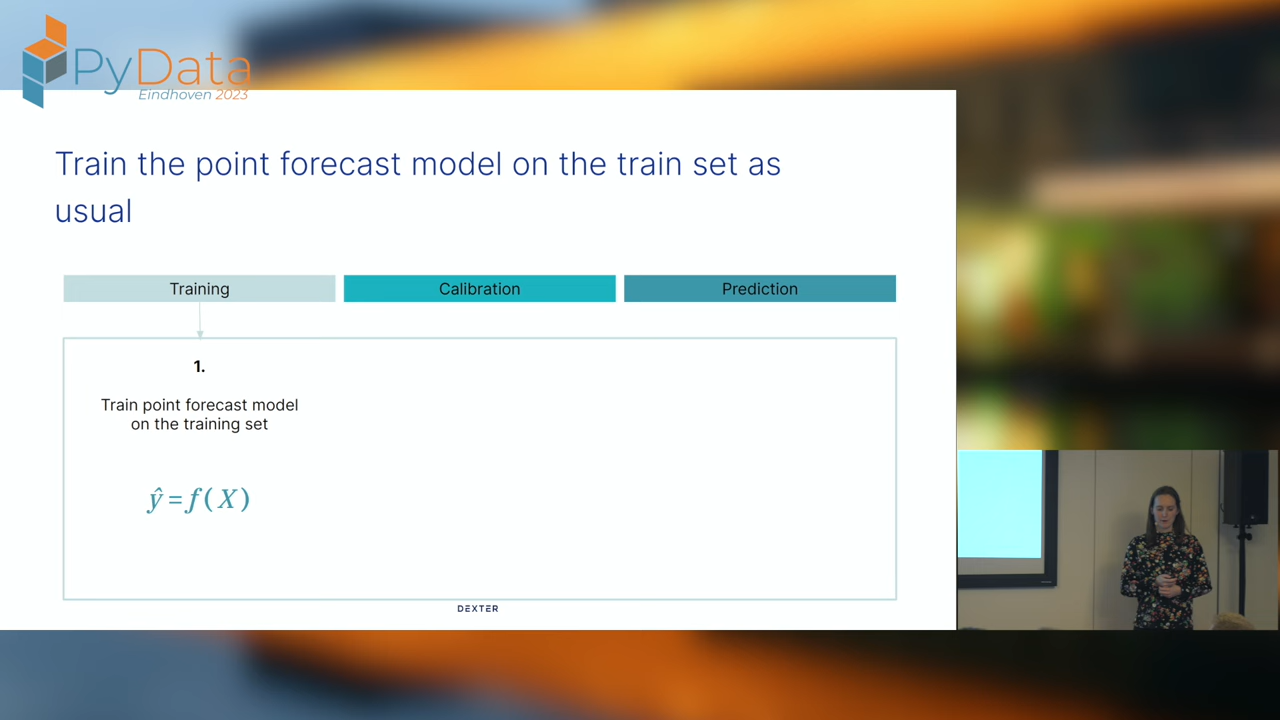 PyData
Eindhoven 2023
Train the point forecast model on the train set as
usual
Training
Calibration
Prediction
1.
Train point forecast model
on the training set
ŷ = f ( X )
DEXTER